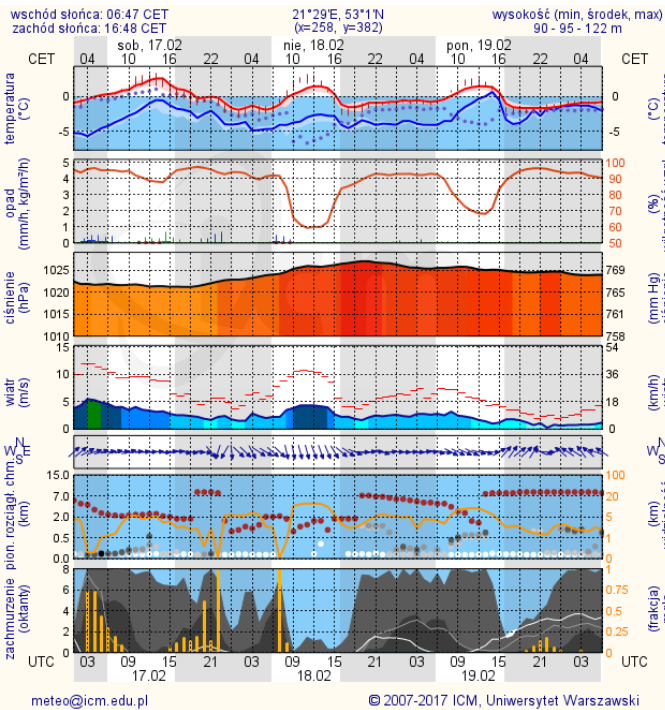 wschód słońca: 06:47 CET
zachód słońca: 16:48 CET
21°29'E, 53°1'N
(x=258, y=382)
wysokość (min, środek, max)
90 - 95 - 122 m
sob, 17.02
nie, 18.02
pon, 19.02
CET 04 10 16 22 04 10 16 22 04 10 16 22 04 CET
temperatura
(°C)
0
-5
0
-5
(°C)
opad
(mm/h, kg/m²/h)
5
4
3
2
1
0
100
90
80
70
60
50
(%)
ciśnienie
(hPa)
1025
1020
1015
1010
769
765
761
758
(mm Hg)
wiatr
(m/s)
15
10
5
0
54
36
18
0
(km/h)
N
W E
S
N
W E
S
pion. rozciągł. chm.
(km)
15.0
7.0
2.0
0.5
0.0
100
20
5
1
0
(km)
zachmurzenie
(oktanty)
8
6
4
2
0
1
0.75
0.5
0.25
0
(frakcja)
UTC 03 09 15 21 03 09 15 21 03 09 15 21 03 UTC
17.02
18.02
19.02
meteo@icm.edu.pl
© 2007-2017 ICM, Uniwersytet Warszawski